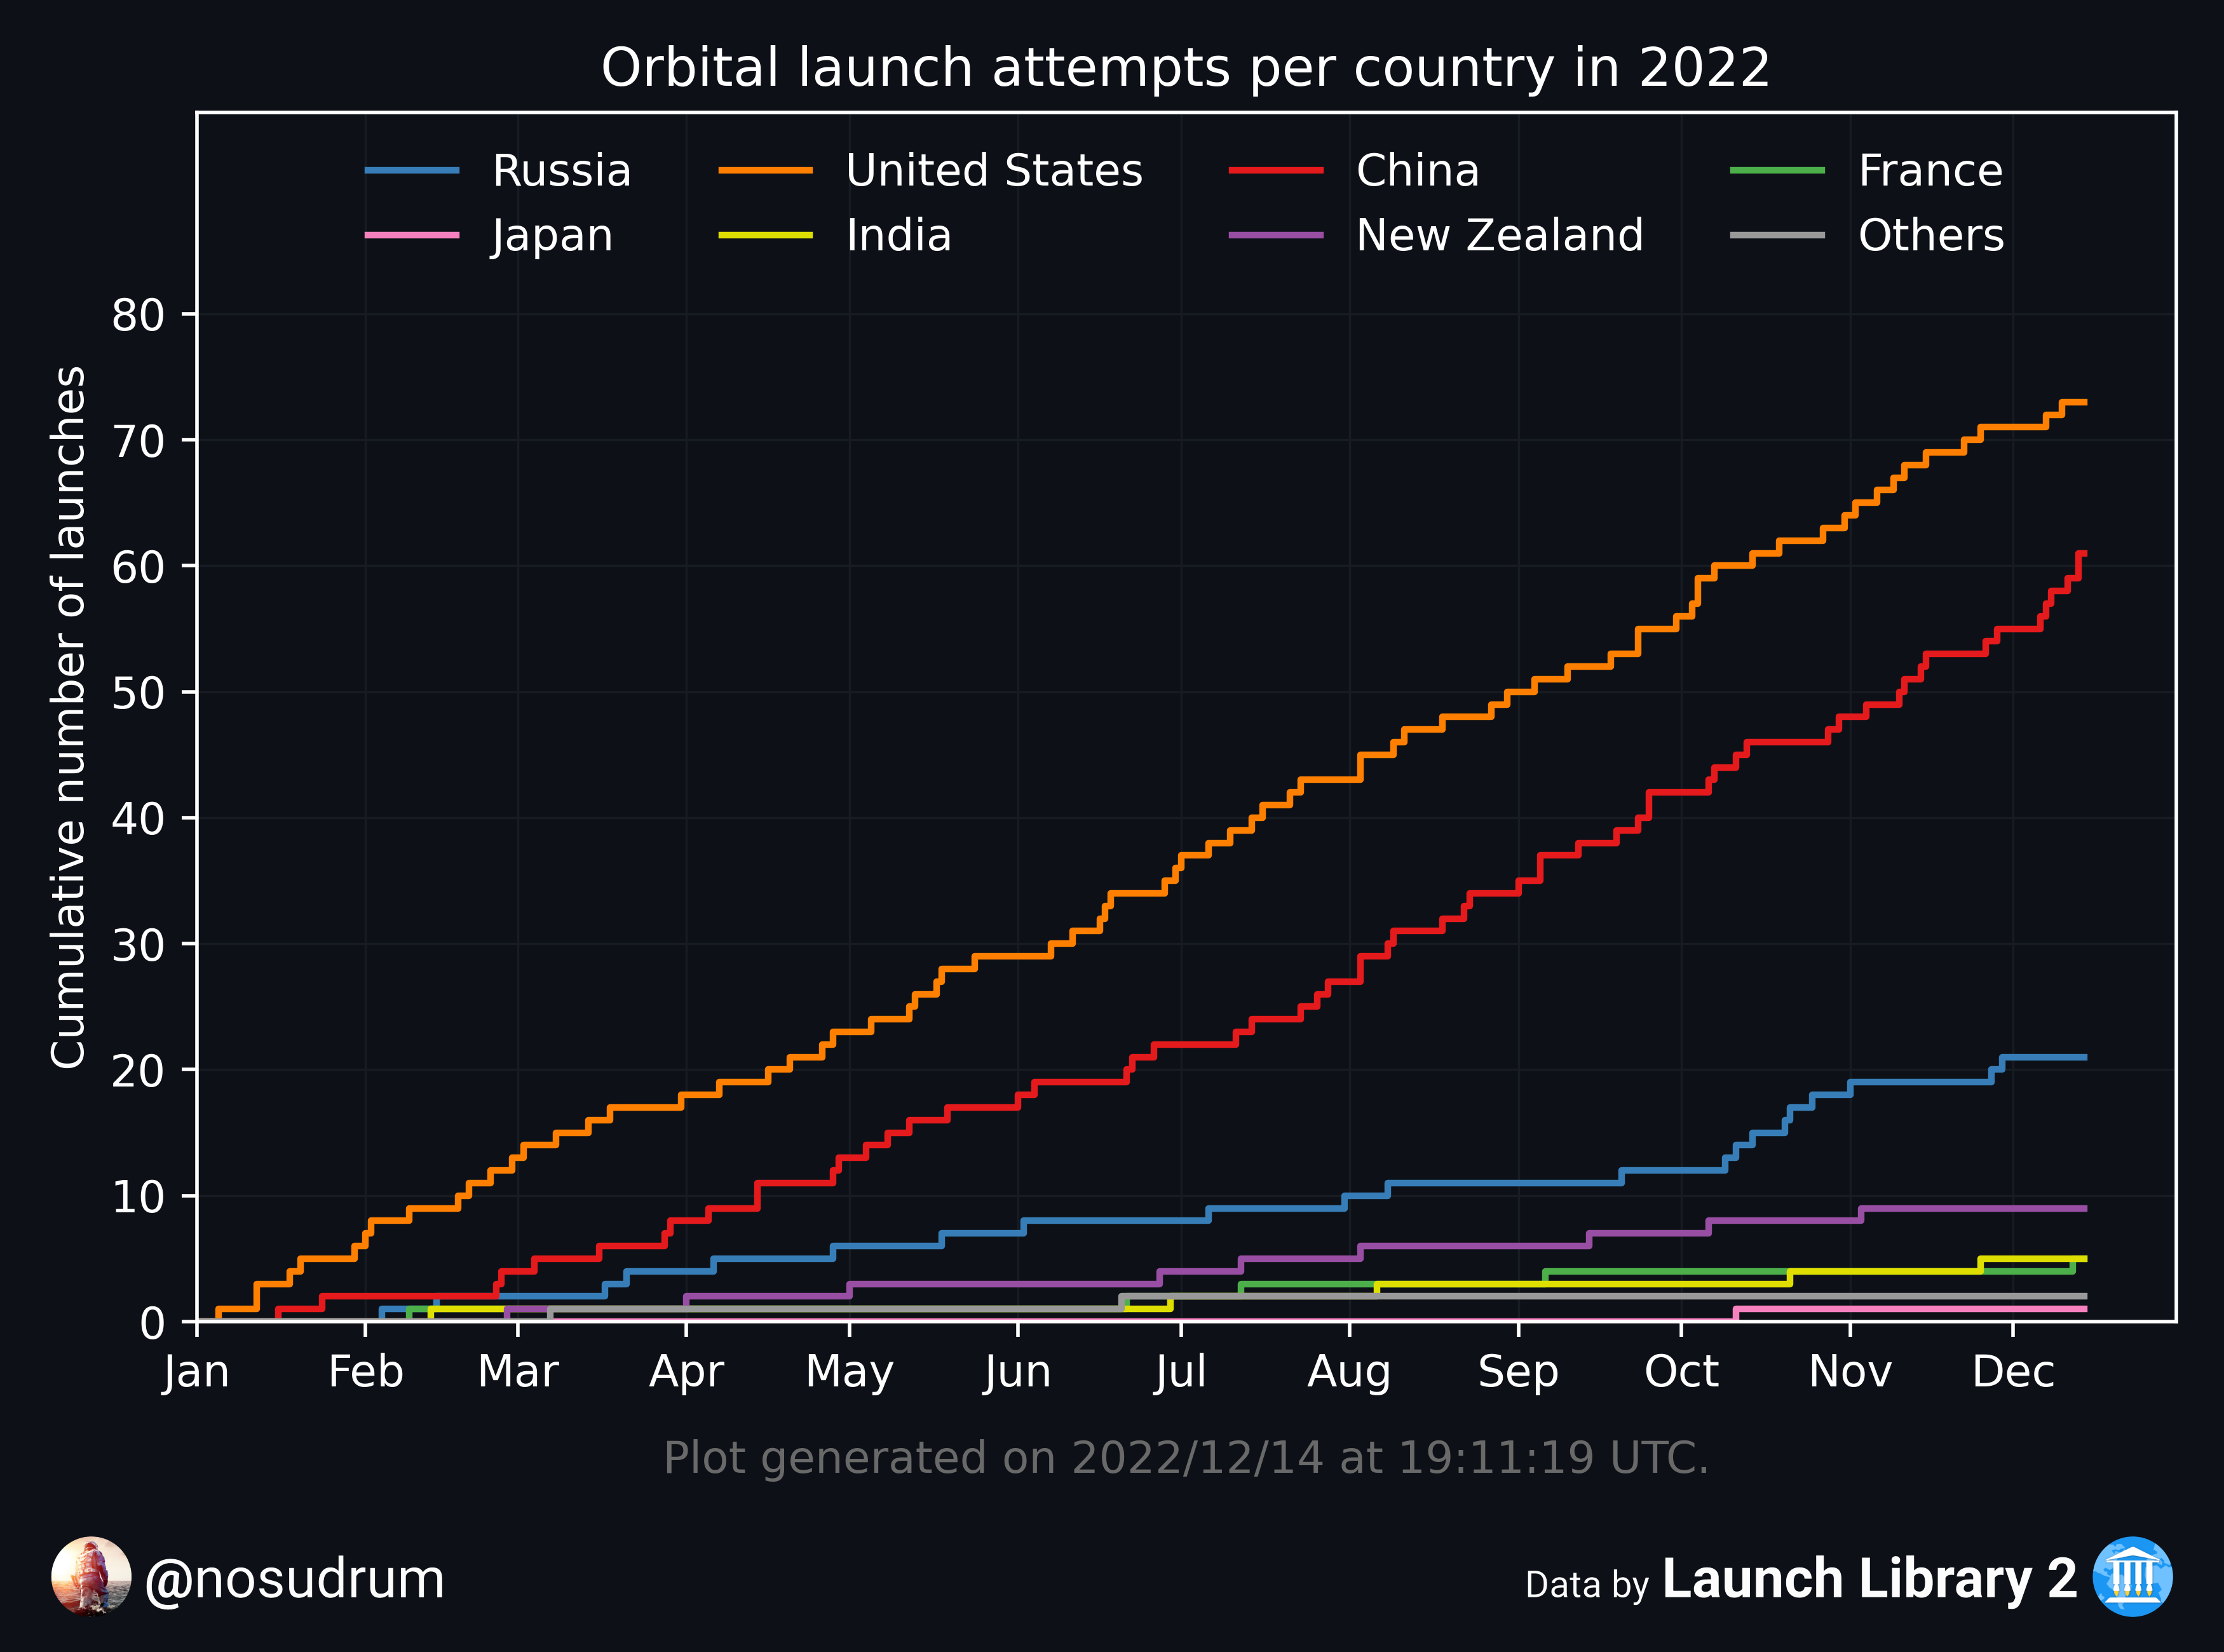 Orbital launch attempts per country in 2022
Russia United States China France
Japan India New Zealand Others
Cumulative number of launches
80
70
60
50
40
30
20
10
0
Jan Feb Mar Apr May Jun Jul Aug Sep Oct Nov Dec
Plot generated on 2022/12/14 at 19:11:19 UTC.
@nosudrum
Data by Launch Library 2